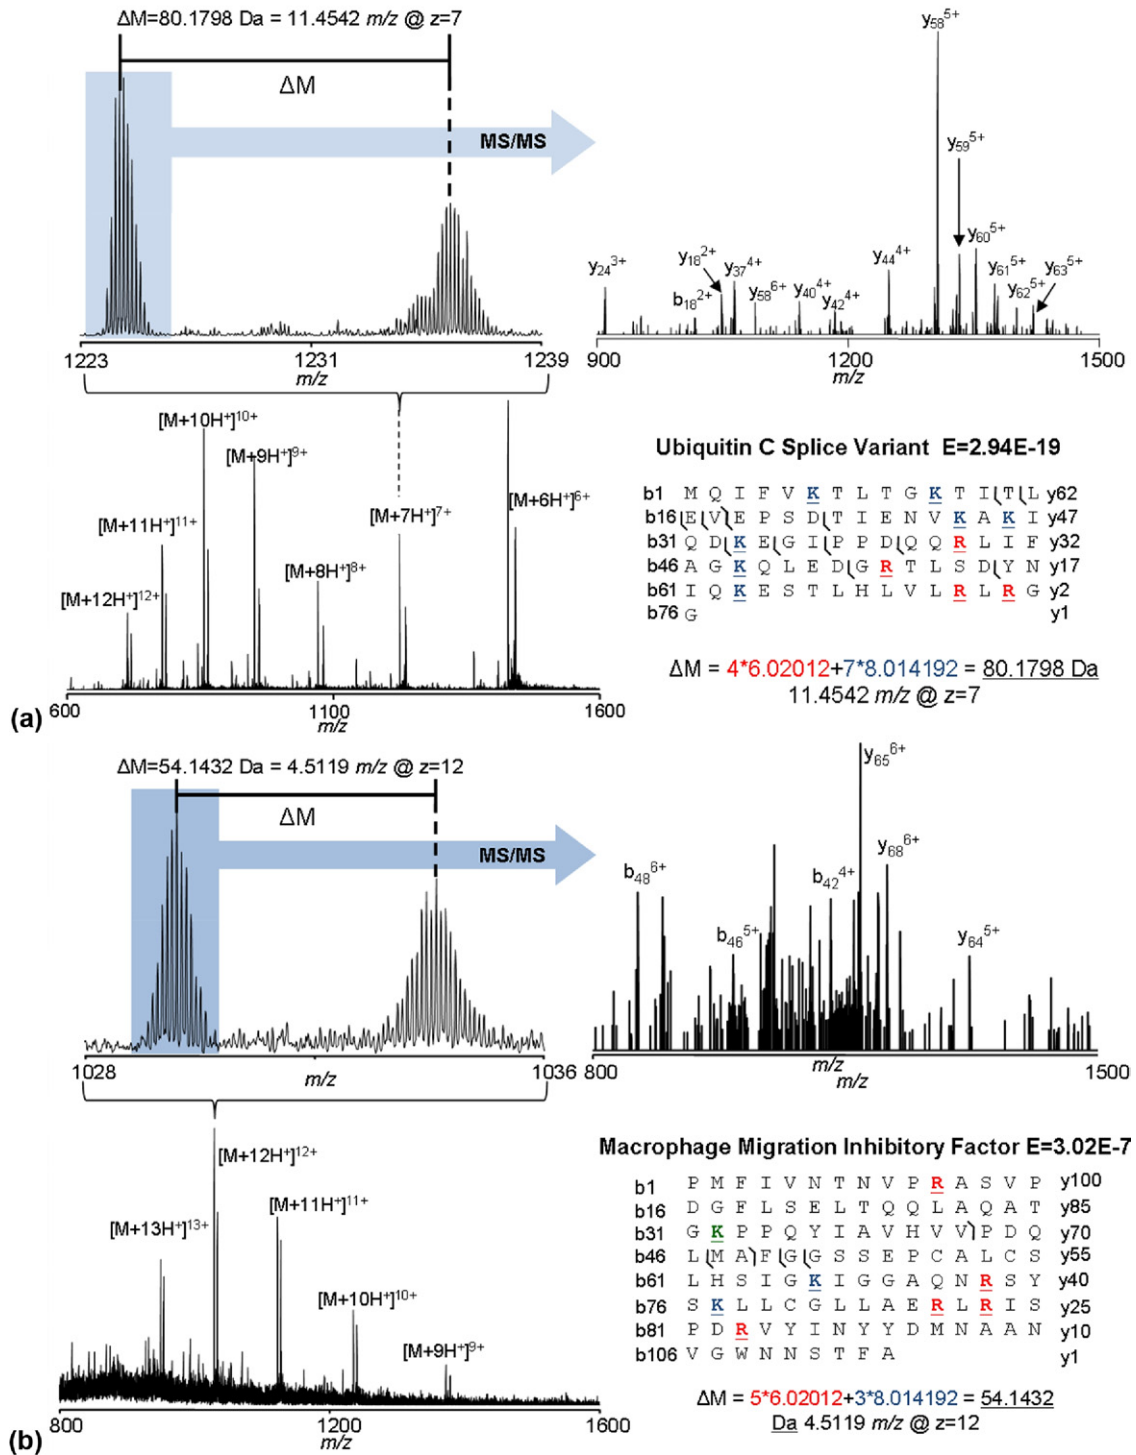 ΔM=80.1798 Da = 11.4542 m/z @ z=7
ΔM
MS/MS
1223 1231 1239
m/z
y24 3+
y18 2+
b18 2+
y37 4+
y58 6+
y40 4+
y42 4+
y44 4+
y58 5+
y59 5+
y60 5+
y61 5+
y62 5+
y63 5+
900 1200 1500
m/z
[M+12H+]12+
[M+11H+]11+
[M+10H+]10+
[M+9H+]9+
[M+8H+]8+
[M+7H+]7+
[M+6H+]6+
600 1100 1600
m/z
Ubiquitin C Splice Variant E=2.94E-19
b1 M Q I F V K T L T G K T I T L y62
b16 E V E P S D T I E N V K A K I y47
b31 Q D K E G I P P D Q Q R L I F y32
b46 A G K Q L E D G R T L S D Y N y17
b61 I Q K E S T L H L V L R L R G y2
b76 G y1
ΔM = 4*6.02012+7*8.014192 = 80.1798 Da
11.4542 m/z @ z=7
(a)
ΔM=54.1432 Da = 4.5119 m/z @ z=12
ΔM
MS/MS
1028 m/z 1036
b48 6+
b46 5+
b42 4+
y65 6+
y68 6+
y64 5+
800 m/z 1500
m/z
[M+13H+]13+
[M+12H+]12+
[M+11H+]11+
[M+10H+]10+
[M+9H+]9+
800 1200 1600
m/z
Macrophage Migration Inhibitory Factor E=3.02E-7
b1 P M F I V N T N V P R A S V P y100
b16 D G F L S E L T Q Q L A Q A T y85
b31 G K P P Q Y I A V H V V P D Q y70
b46 L M A F G G S S E P C A L C S y55
b61 L H S I G K I G G A Q N R S Y y40
b76 S K L L C G L L A E R L R I S y25
b81 P D R V Y I N Y Y D M N A A N y10
b106 V G W N N S T F A y1
ΔM = 5*6.02012+3*8.014192 = 54.1432
Da 4.5119 m/z @ z=12
(b)